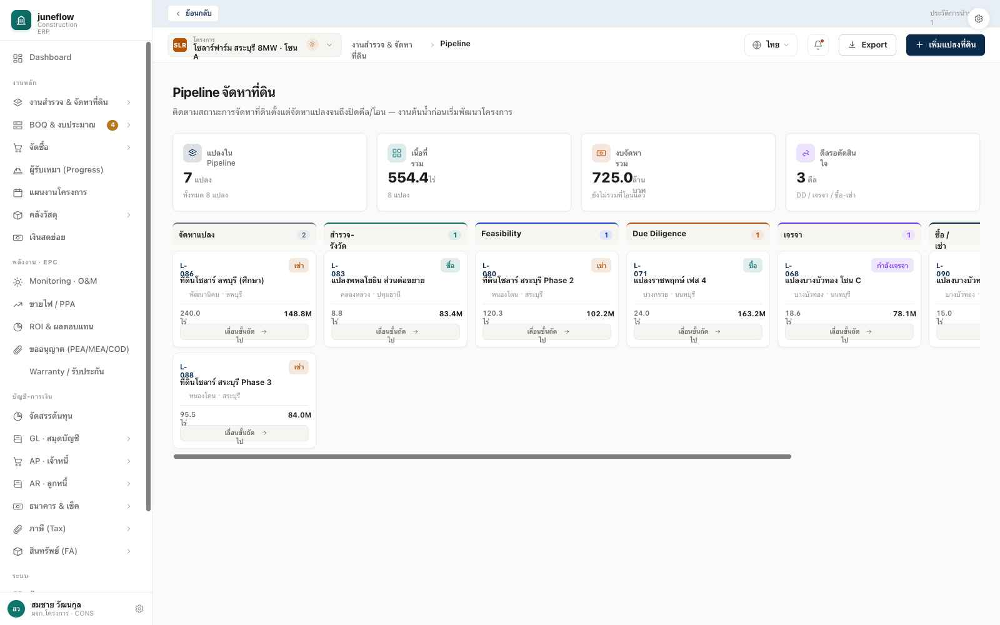 juneflow
Construction
ERP
Dashboard
งานหลัก
งานสำรวจ & จัดหาที่ดิน
BOQ & งบประมาณ 4
จัดซื้อ
ผู้รับเหมา (Progress)
แผนงานโครงการ
คลังวัสดุ
เงินสดย่อย
พลังงาน · EPC
Monitoring · O&M
ขายไฟ / PPA
ROI & ผลตอบแทน
ขออนุญาต (PEA/MEA/COD)
Warranty / รับประกัน
บัญชี-การเงิน
จัดสรรต้นทุน
GL · สมุดบัญชี
AP · เจ้าหนี้
AR · ลูกหนี้
ธนาคาร & เช็ค
ภาษี (Tax)
สินทรัพย์ (FA)
ระบบ
สว
สมชาย วัฒนกุล
ผจก.โครงการ · CONS
ย้อนกลับ
1
SLR
โครงการ
โซลาร์ฟาร์ม สระบุรี 8MW · โซน
A
งานสำรวจ & จัดหา
ที่ดิน
Pipeline
ไทย
Export
เพิ่มแปลงที่ดิน
Pipeline จัดหาที่ดิน
ติดตามสถานะการจัดหาที่ดินตั้งแต่จัดหาแปลงจนถึงปิดดีล/โอน — งานต้นน้ำก่อนเริ่มพัฒนาโครงการ
แปลงใน
Pipeline
7 แปลง
ทั้งหมด 8 แปลง
เนื้อที่
รวม
554.4ไร่
8 แปลง
งบจัดหา
รวม
725.0ล้าน
บาท
ยังไม่รวมที่โอนแล้ว
ดีลรอตัดสิน
ใจ
3 ดีล
DD / เจรจา / ซื้อ-เช่า
จัดหาแปลง 2
L-
086
เช่า
ที่ดินโซลาร์ ลพบุรี (ศึกษา)
พัฒนานิคม · ลพบุรี
240.0
ไร่
148.8M
เลื่อนขั้นถัด
ไป
L-
088
เช่า
ที่ดินโซลาร์ สระบุรี Phase 3
หนองโดน · สระบุรี
95.5
ไร่
84.0M
เลื่อนขั้นถัด
ไป
สำรวจ-
รังวัด
1
L-
083
ซื้อ
แปลงพหลโยธิน ส่วนต่อขยาย
คลองหลวง · ปทุมธานี
8.8
ไร่
83.4M
เลื่อนขั้นถัด
ไป
Feasibility 1
L-
080
เช่า
ที่ดินโซลาร์ สระบุรี Phase 2
หนองโดน · สระบุรี
120.3
ไร่
102.2M
เลื่อนขั้นถัด
ไป
Due Diligence 1
L-
071
ซื้อ
แปลงราชพฤกษ์ เฟส 4
บางกรวย · นนทบุรี
24.0
ไร่
163.2M
เลื่อนขั้นถัด
ไป
เจรจา 1
L-
068
กำลังเจรจา
แปลงบางบัวทอง โซน C
บางบัวทอง · นนทบุรี
18.6
ไร่
78.1M
เลื่อนขั้นถัด
ไป
ซื้อ /
เช่า
L-
090
บางบัวทอง ·
15.0
ไร่